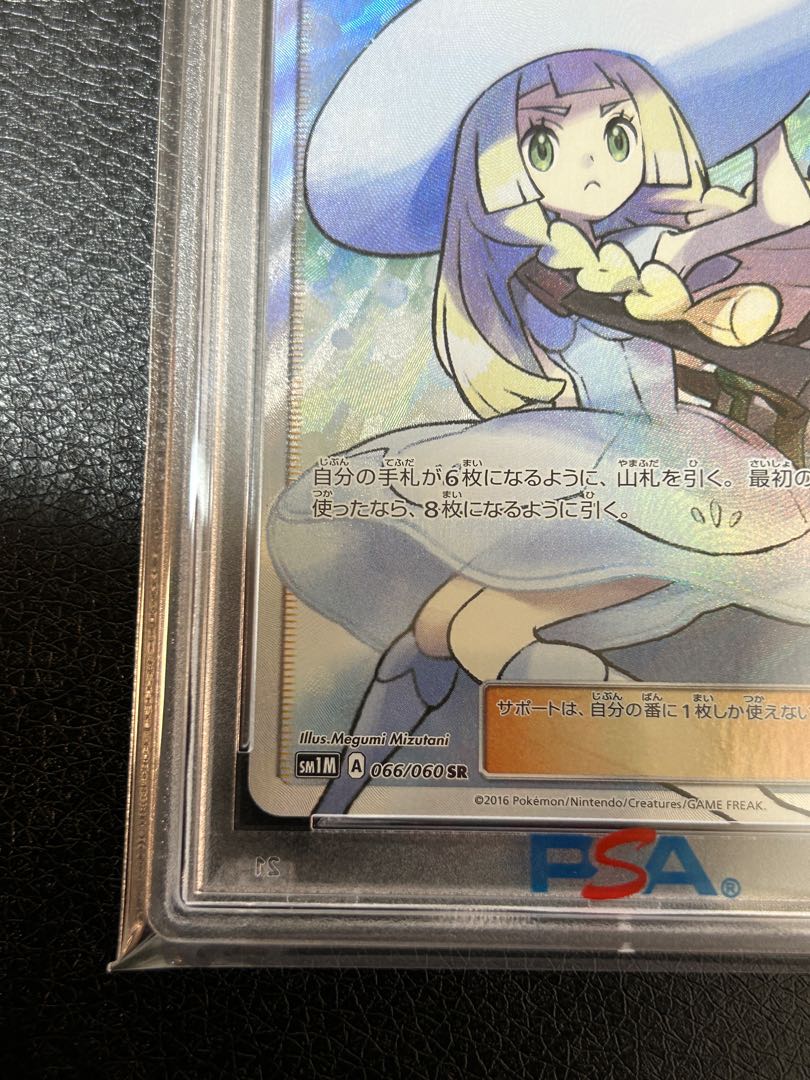 自分の手札が6枚になるように、山札を引く。最初の
使ったなら、8枚になるように引く。
サポートは、自分の番に1枚しか使えない
Illus. Megumi Mizutani
SM1M A 066/060 SR
©2016 Pokémon/Nintendo/Creatures/GAME FREAK.
PSA®
21